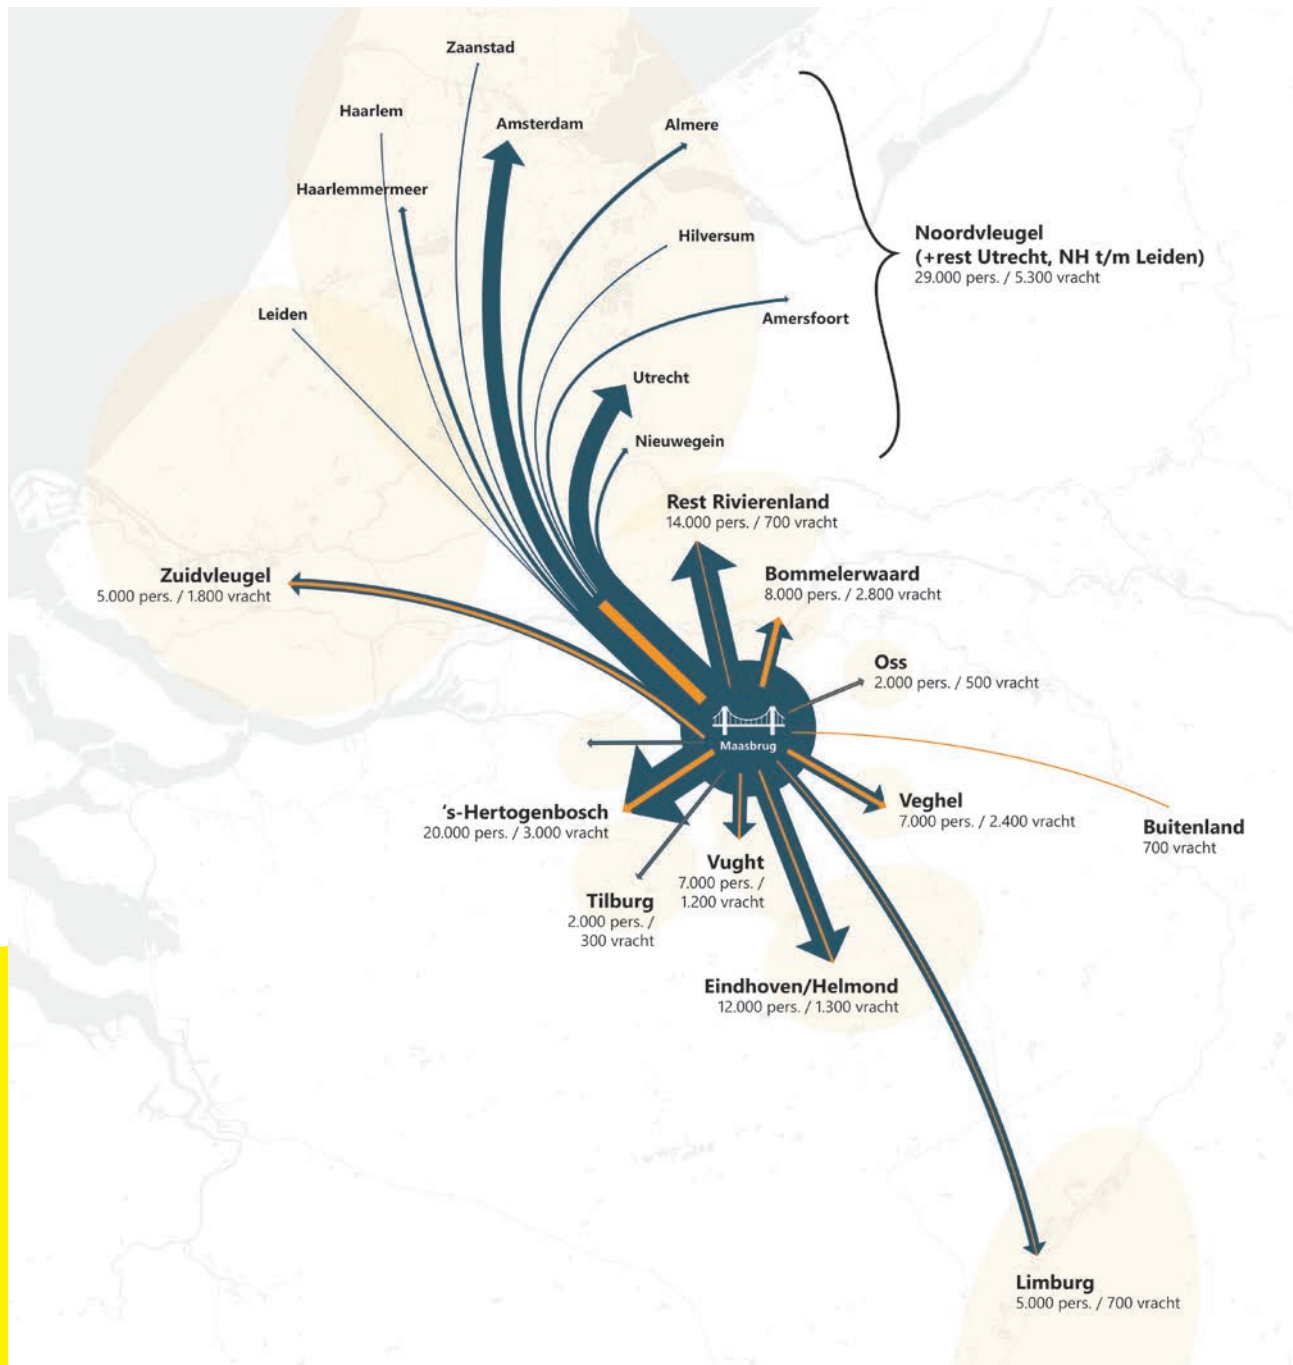 Zaanstad
Haarlem
Amsterdam
Almere
Haarlemmermeer
Hilversum
Noordvleugel
(+rest Utrecht, NH t/m Leiden)
29.000 pers. / 5.300 vracht
Leiden
Amersfoort
Utrecht
Nieuwegein
Rest Rivierenland
14.000 pers. / 700 vracht
Zuidvleugel
5.000 pers. / 1.800 vracht
Bommelerwaard
8.000 pers. / 2.800 vracht
Oss
2.000 pers. / 500 vracht
Maasbrug
's-Hertogenbosch
20.000 pers. / 3.000 vracht
Veghel
7.000 pers. / 2.400 vracht
Buitenland
700 vracht
Vught
7.000 pers. /
1.200 vracht
Tilburg
2.000 pers. /
300 vracht
Eindhoven/Helmond
12.000 pers. / 1.300 vracht
Limburg
5.000 pers. / 700 vracht